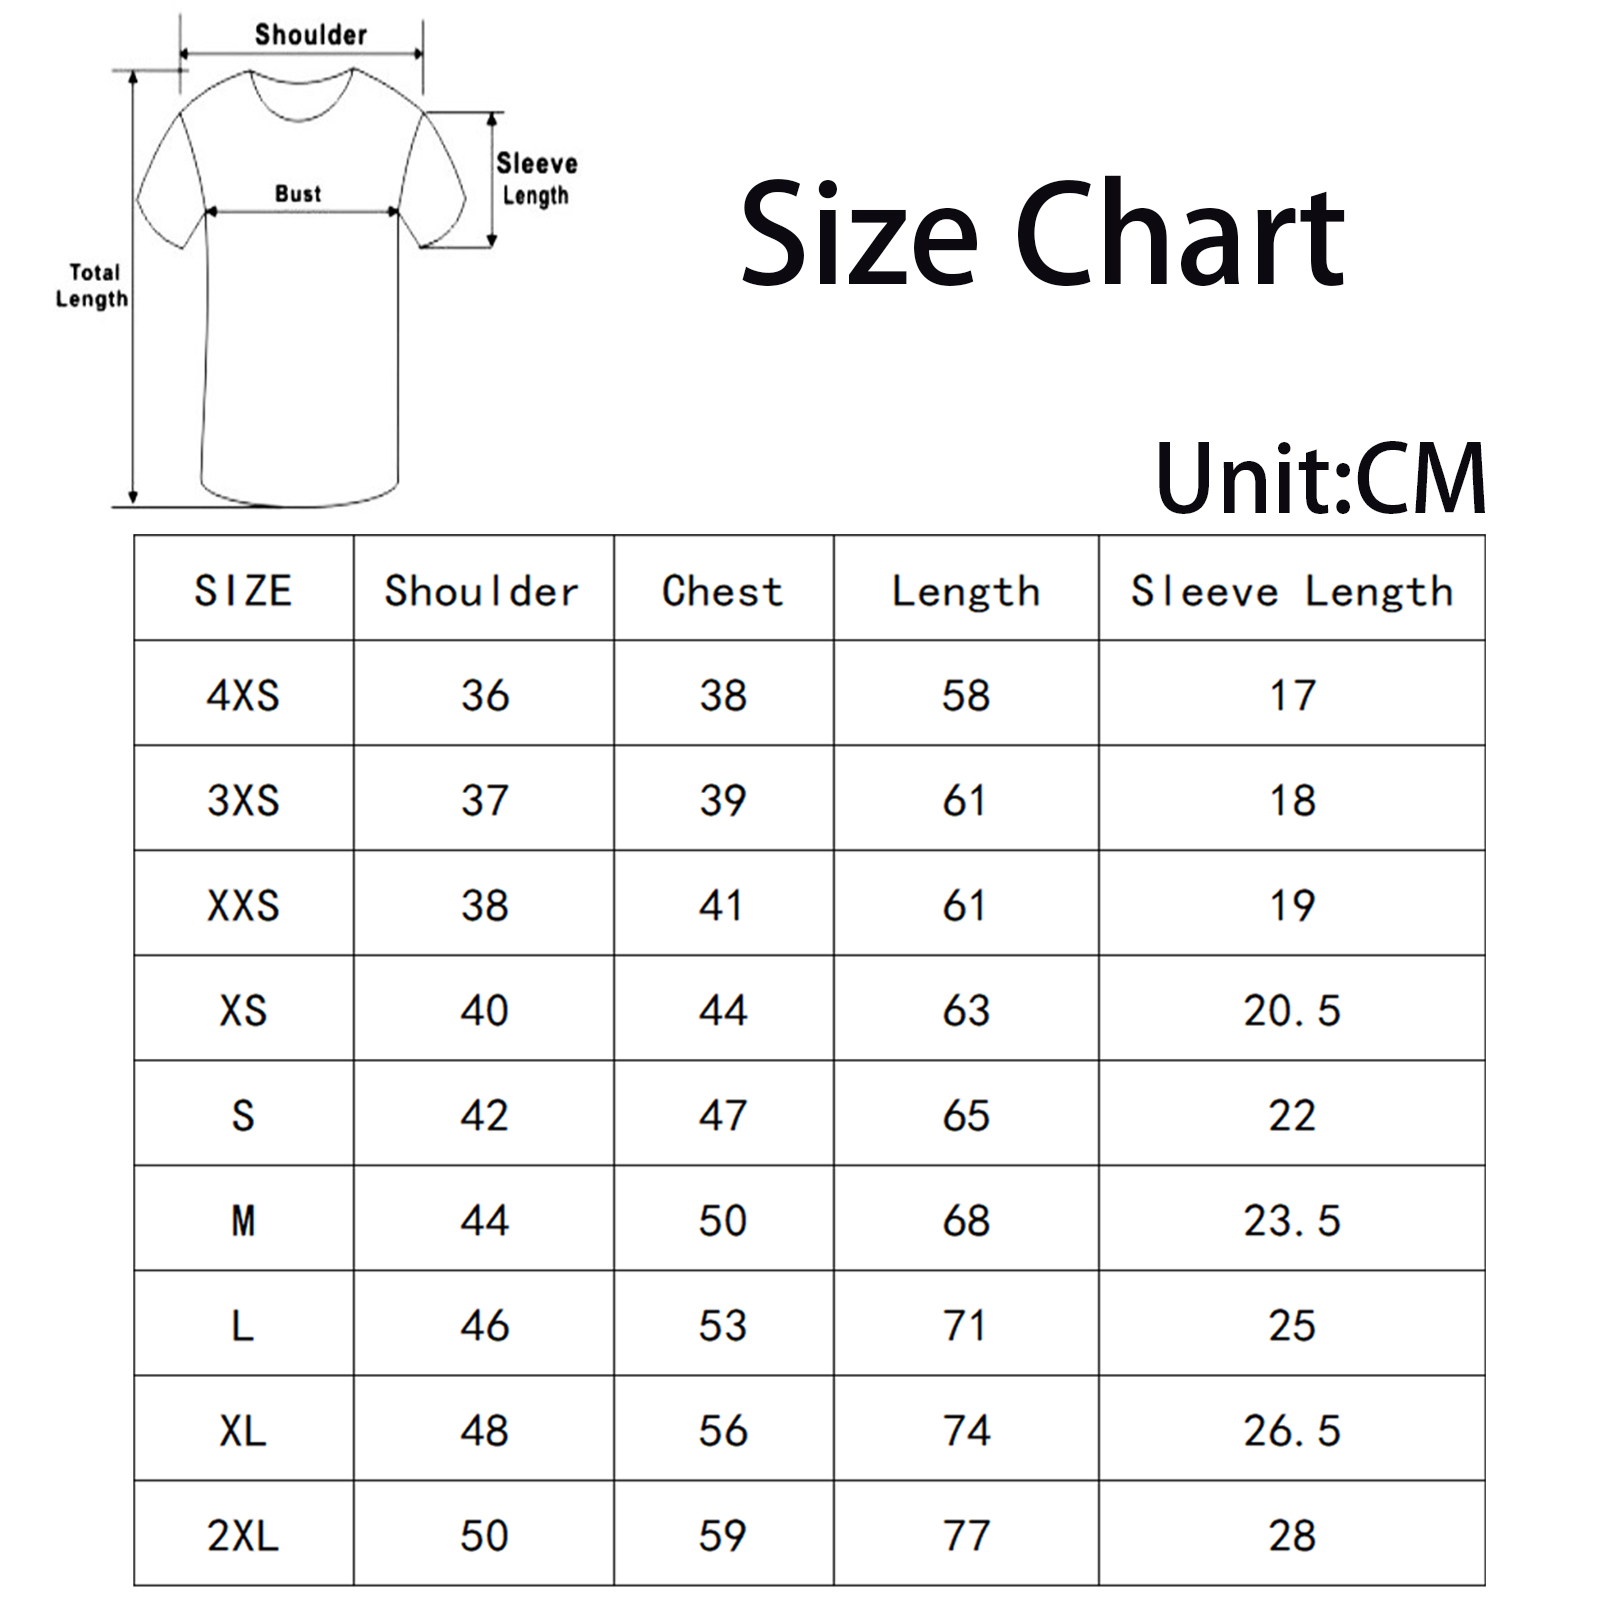 Shoulder
Sleeve
Length
Bust
Total
Length
Size Chart
Unit:CM
SIZE Shoulder Chest Length Sleeve Length
4XS 36 38 58 17
3XS 37 39 61 18
XXS 38 41 61 19
XS 40 44 63 20.5
S 42 47 65 22
M 44 50 68 23.5
L 46 53 71 25
XL 48 56 74 26.5
2XL 50 59 77 28